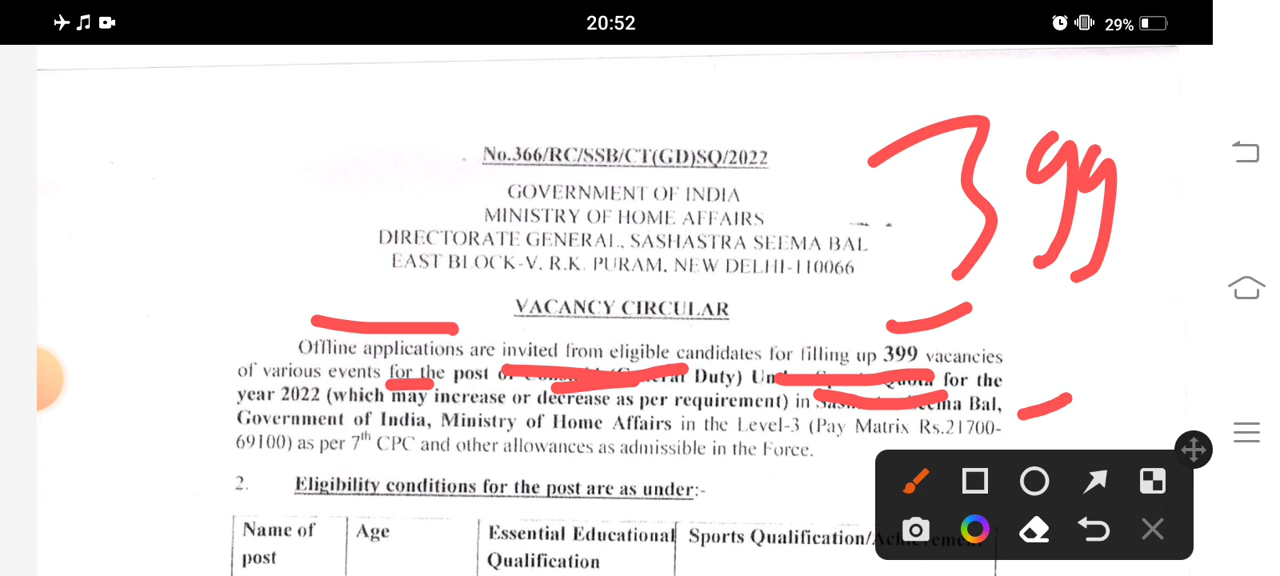 20:52
29%
399
No.366/RC/SSB/CT(GD)SQ/2022
GOVERNMENT OF INDIA
MINISTRY OF HOME AFFAIRS
DIRECTORATE GENERAL, SASHASTRA SEEMA BAL
EAST BLOCK-V, R.K. PURAM, NEW DELHI-110066
VACANCY CIRCULAR
Offline applications are invited from eligible candidates for filling up 399 vacancies
of various events for the post Duty) for the
year 2022 (which may increase or decrease as per requirement) in Bal,
Government of India, Ministry of Home Affairs in the Level-3 (Pay Matrix Rs.21700-
69100) as per 7th CPC and other allowances as admissible in the Force.
2. Eligibility conditions for the post are as under:-
Name of post
Age
Essential Educational Qualification
Sports Qualification/